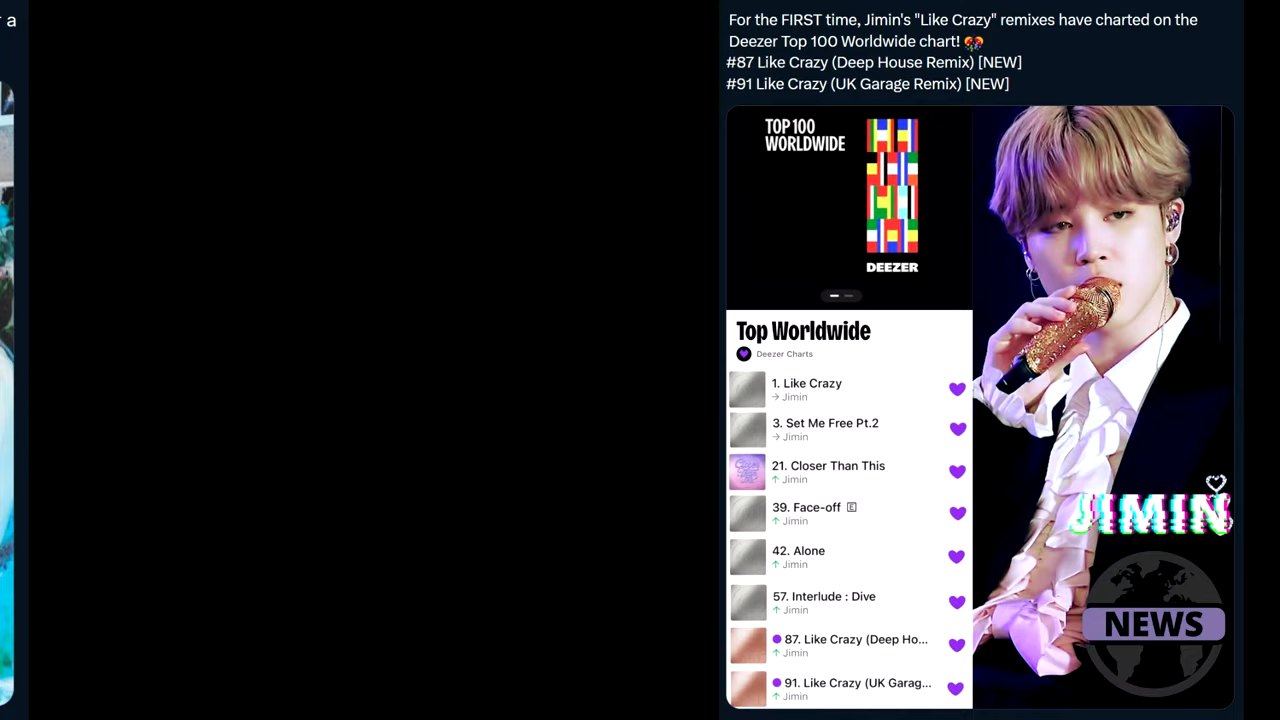 r a
For the FIRST time, Jimin's "Like Crazy" remixes have charted on the
Deezer Top 100 Worldwide chart!
#87 Like Crazy (Deep House Remix) [NEW]
#91 Like Crazy (UK Garage Remix) [NEW]
TOP 100
WORLDWIDE
DEEZER
Top Worldwide
Deezer Charts
1. Like Crazy
→ Jimin
3. Set Me Free Pt.2
→ Jimin
21. Closer Than This
↑ Jimin
39. Face-off 🄴
↑ Jimin
42. Alone
↑ Jimin
57. Interlude : Dive
↑ Jimin
87. Like Crazy (Deep Ho...
↑ Jimin
91. Like Crazy (UK Garag...
↑ Jimin
JIMIN
NEWS